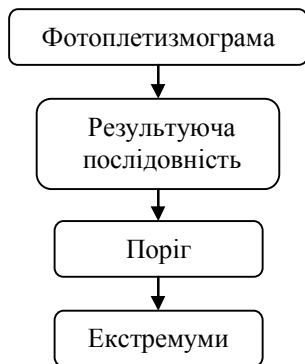 Фотоплетизмограма
Результуюча
послідовність
Поріг
Екстремуми